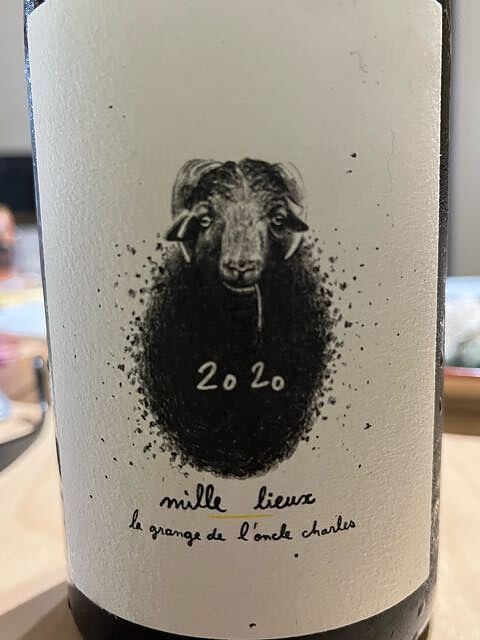 2020
mille lieux
la grange de l'oncle charles